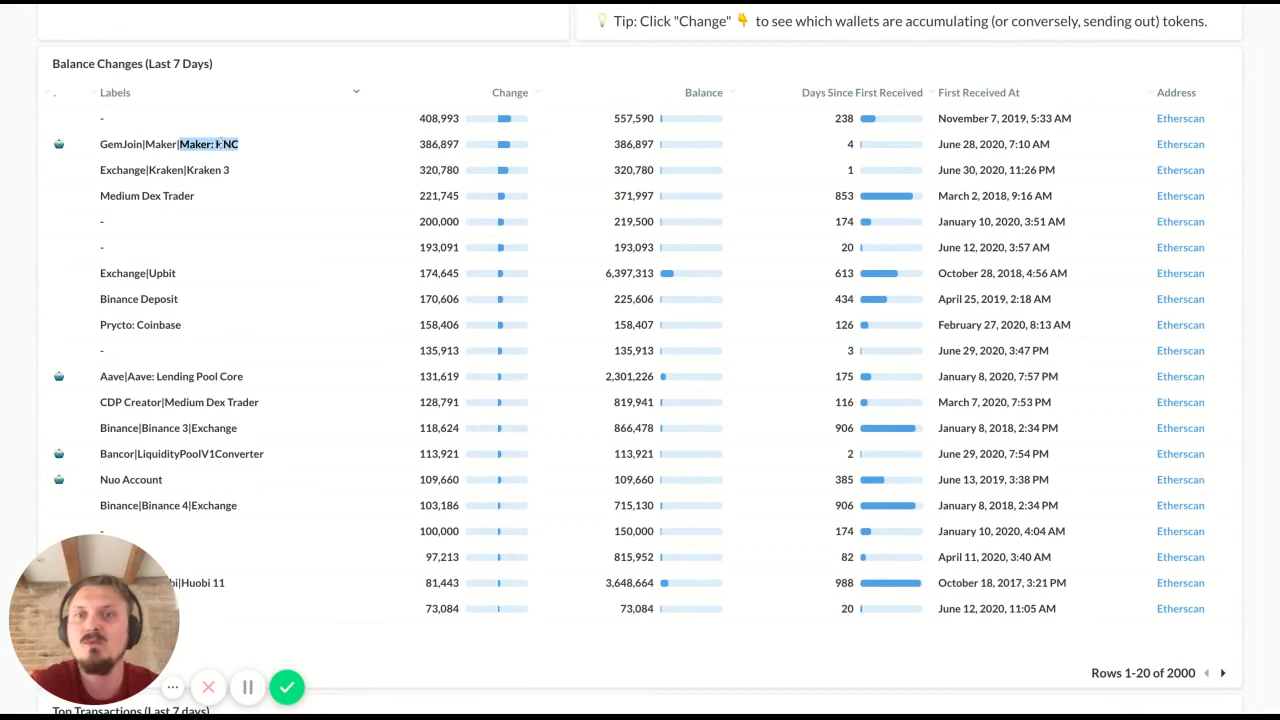 💡 Tip: Click "Change" 👇 to see which wallets are accumulating (or conversely, sending out) tokens.
Balance Changes (Last 7 Days)
. Labels Change Balance Days Since First Received First Received At Address
- 408,993 557,590 238 November 7, 2019, 5:33 AM Etherscan
GemJoin|Maker|Maker: KNC 386,897 386,897 4 June 28, 2020, 7:10 AM Etherscan
Exchange|Kraken|Kraken 3 320,780 320,780 1 June 30, 2020, 11:26 PM Etherscan
Medium Dex Trader 221,745 371,997 853 March 2, 2018, 9:16 AM Etherscan
- 200,000 219,500 174 January 10, 2020, 3:51 AM Etherscan
- 193,091 193,093 20 June 12, 2020, 3:57 AM Etherscan
Exchange|Upbit 174,645 6,397,313 613 October 28, 2018, 4:56 AM Etherscan
Binance Deposit 170,606 225,606 434 April 25, 2019, 2:18 AM Etherscan
Prycto: Coinbase 158,406 158,407 126 February 27, 2020, 8:13 AM Etherscan
- 135,913 135,913 3 June 29, 2020, 3:47 PM Etherscan
Aave|Aave: Lending Pool Core 131,619 2,301,226 175 January 8, 2020, 7:57 PM Etherscan
CDP Creator|Medium Dex Trader 128,791 819,941 116 March 7, 2020, 7:53 PM Etherscan
Binance|Binance 3|Exchange 118,624 866,478 906 January 8, 2018, 2:34 PM Etherscan
Bancor|LiquidityPoolV1Converter 113,921 113,921 2 June 29, 2020, 7:54 PM Etherscan
Nuo Account 109,660 109,660 385 June 13, 2019, 3:38 PM Etherscan
Binance|Binance 4|Exchange 103,186 715,130 906 January 8, 2018, 2:34 PM Etherscan
- 100,000 150,000 174 January 10, 2020, 4:04 AM Etherscan
97,213 815,952 82 April 11, 2020, 3:40 AM Etherscan
bi|Huobi 11 81,443 3,648,664 988 October 18, 2017, 3:21 PM Etherscan
73,084 73,084 20 June 12, 2020, 11:05 AM Etherscan
Rows 1-20 of 2000
Top Transactions (Last 7 days)